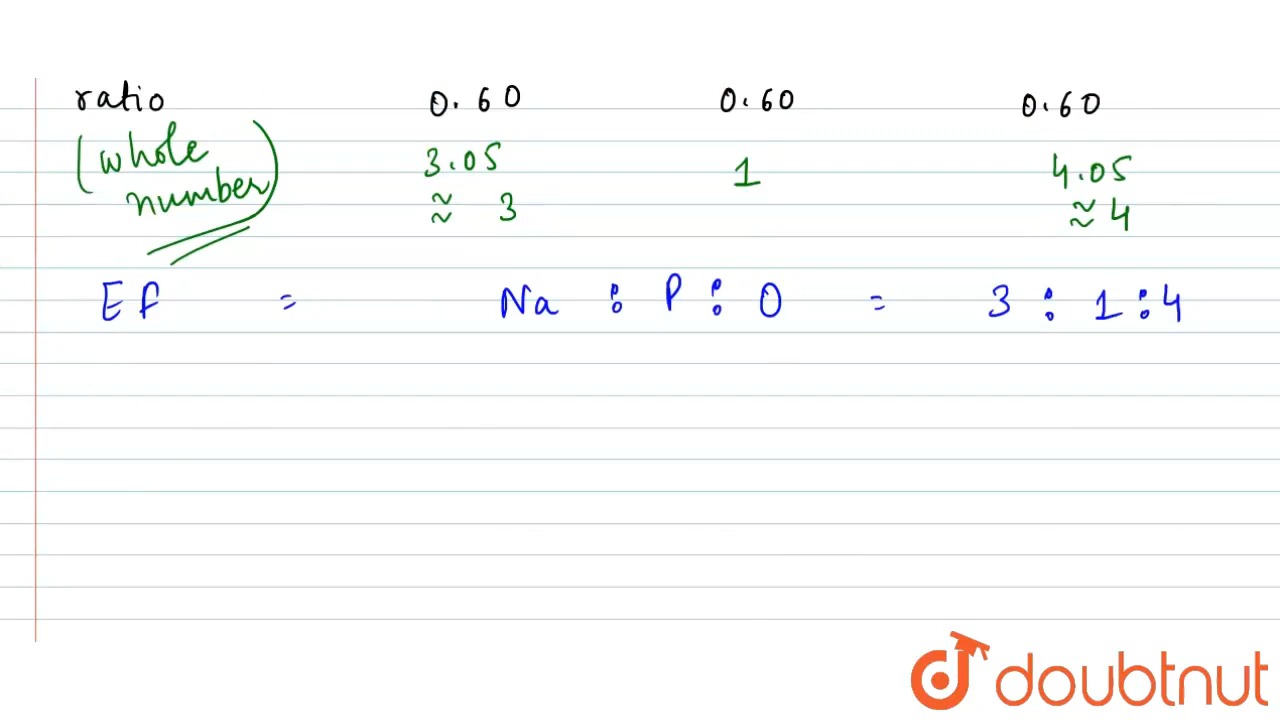 ratio 0.60 0.60 0.60
(whole number) 3.05 1 4.05
≈ 3 ≈ 4
EF = Na : P : O = 3 : 1 : 4
doubtnut